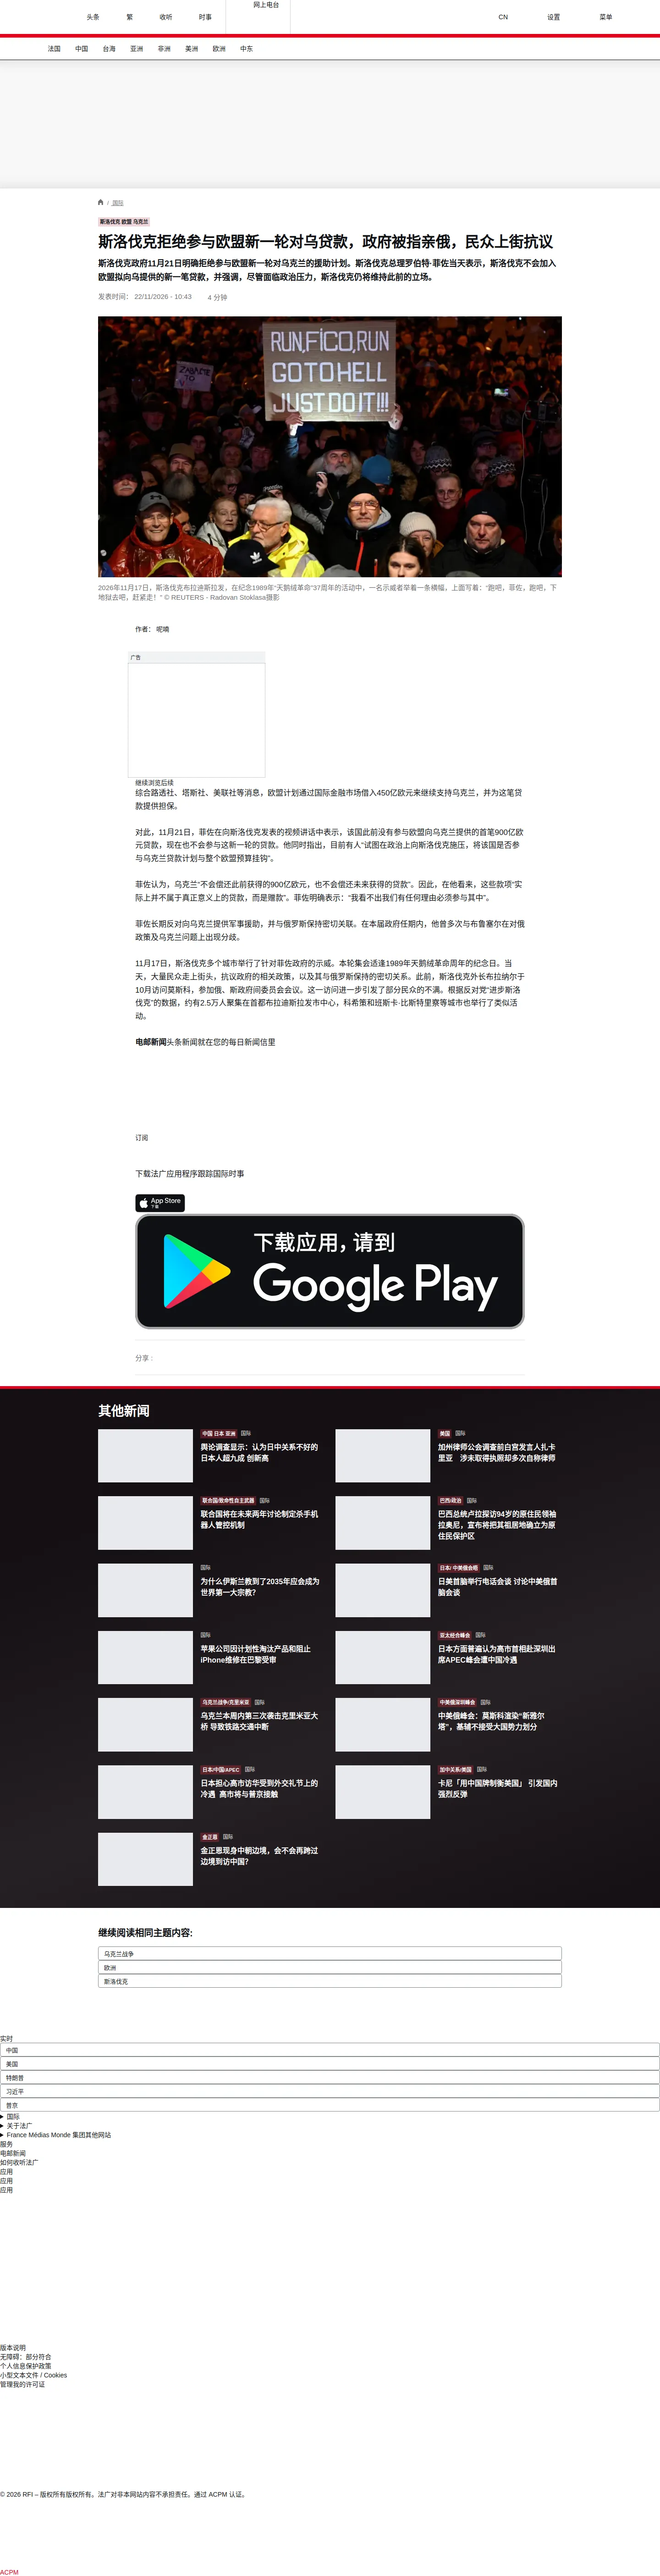 头条
繁
收听
时事
网上电台
CN
设置
菜单
法国
中国
台海
亚洲
非洲
美洲
欧洲
中东
/ 国际
斯洛伐克 欧盟 乌克兰
斯洛伐克拒绝参与欧盟新一轮对乌贷款，政府被指亲俄，民众上街抗议
斯洛伐克政府11月21日明确拒绝参与欧盟新一轮对乌克兰的援助计划。斯洛伐克总理罗伯特·菲佐当天表示，斯洛伐克不会加入
欧盟拟向乌提供的新一笔贷款，并强调，尽管面临政治压力，斯洛伐克仍将维持此前的立场。
发表时间： 22/11/2026 - 10:43
4 分钟
ZABAČME
TO
V
RUN,FICO,RUN
GO TO HELL
JUST DO IT!!!
2026年11月17日，斯洛伐克布拉迪斯拉发，在纪念1989年“天鹅绒革命”37周年的活动中，一名示威者举着一条横幅，上面写着：“跑吧，菲佐，跑吧，下
地狱去吧，赶紧走！” © REUTERS - Radovan Stoklasa摄影
作者： 呢喃
广告
继续浏览后续
综合路透社、塔斯社、美联社等消息，欧盟计划通过国际金融市场借入450亿欧元来继续支持乌克兰，并为这笔贷
款提供担保。
对此，11月21日，菲佐在向斯洛伐克发表的视频讲话中表示，该国此前没有参与欧盟向乌克兰提供的首笔900亿欧
元贷款，现在也不会参与这新一轮的贷款。他同时指出，目前有人“试图在政治上向斯洛伐克施压，将该国是否参
与乌克兰贷款计划与整个欧盟预算挂钩”。
菲佐认为，乌克兰“不会偿还此前获得的900亿欧元，也不会偿还未来获得的贷款”。因此，在他看来，这些款项“实
际上并不属于真正意义上的贷款，而是赠款”。菲佐明确表示：“我看不出我们有任何理由必须参与其中”。
菲佐长期反对向乌克兰提供军事援助，并与俄罗斯保持密切关联。在本届政府任期内，他曾多次与布鲁塞尔在对俄
政策及乌克兰问题上出现分歧。
11月17日，斯洛伐克多个城市举行了针对菲佐政府的示威。本轮集会适逢1989年天鹅绒革命周年的纪念日。当
天，大量民众走上街头，抗议政府的相关政策，以及其与俄罗斯保持的密切关系。此前，斯洛伐克外长布拉纳尔于
10月访问莫斯科，参加俄、斯政府间委员会会议。这一访问进一步引发了部分民众的不满。根据反对党“进步斯洛
伐克”的数据，约有2.5万人聚集在首都布拉迪斯拉发市中心，科希策和班斯卡·比斯特里察等城市也举行了类似活
动。
电邮新闻头条新闻就在您的每日新闻信里
订阅
下载法广应用程序跟踪国际时事
App Store
下载
下载应用，请到
Google Play
分享 :
其他新闻
中国 日本 亚洲 国际
舆论调查显示：认为日中关系不好的
日本人超九成 创新高
美国 国际
加州律师公会调查前白宫发言人扎卡
里亚 涉未取得执照却多次自称律师
联合国/致命性自主武器 国际
联合国将在未来两年讨论制定杀手机
器人管控机制
巴西/政治 国际
巴西总统卢拉探访94岁的原住民领袖
拉奥尼，宣布将把其祖居地确立为原
住民保护区
国际
为什么伊斯兰教到了2035年应会成为
世界第一大宗教?
日本/ 中美俄会晤 国际
日美首脑举行电话会谈 讨论中美俄首
脑会谈
国际
苹果公司因计划性淘汰产品和阻止
iPhone维修在巴黎受审
亚太经合峰会 国际
日本方面普遍认为高市首相赴深圳出
席APEC峰会遭中国冷遇
乌克兰战争/克里米亚 国际
乌克兰本周内第三次袭击克里米亚大
桥 导致铁路交通中断
中美俄深圳峰会 国际
中美俄峰会：莫斯科渲染“新雅尔
塔”，基辅不接受大国势力划分
日本/中国/APEC 国际
日本担心高市访华受到外交礼节上的
冷遇 高市将与普京接触
加中关系/美国 国际
卡尼「用中国牌制衡美国」 引发国内
强烈反弹
金正恩 国际
金正恩现身中朝边境，会不会再跨过
边境到访中国?
继续阅读相同主题内容:
乌克兰战争
欧洲
斯洛伐克
实时
中国
美国
特朗普
习近平
普京
国际
关于法广
France Médias Monde 集团其他网站
服务
电邮新闻
如何收听法广
应用
应用
应用
版本说明
无障碍：部分符合
个人信息保护政策
小型文本文件 / Cookies
管理我的许可证
© 2026 RFI – 版权所有版权所有。法广对非本网站内容不承担责任。通过 ACPM 认证。
ACPM